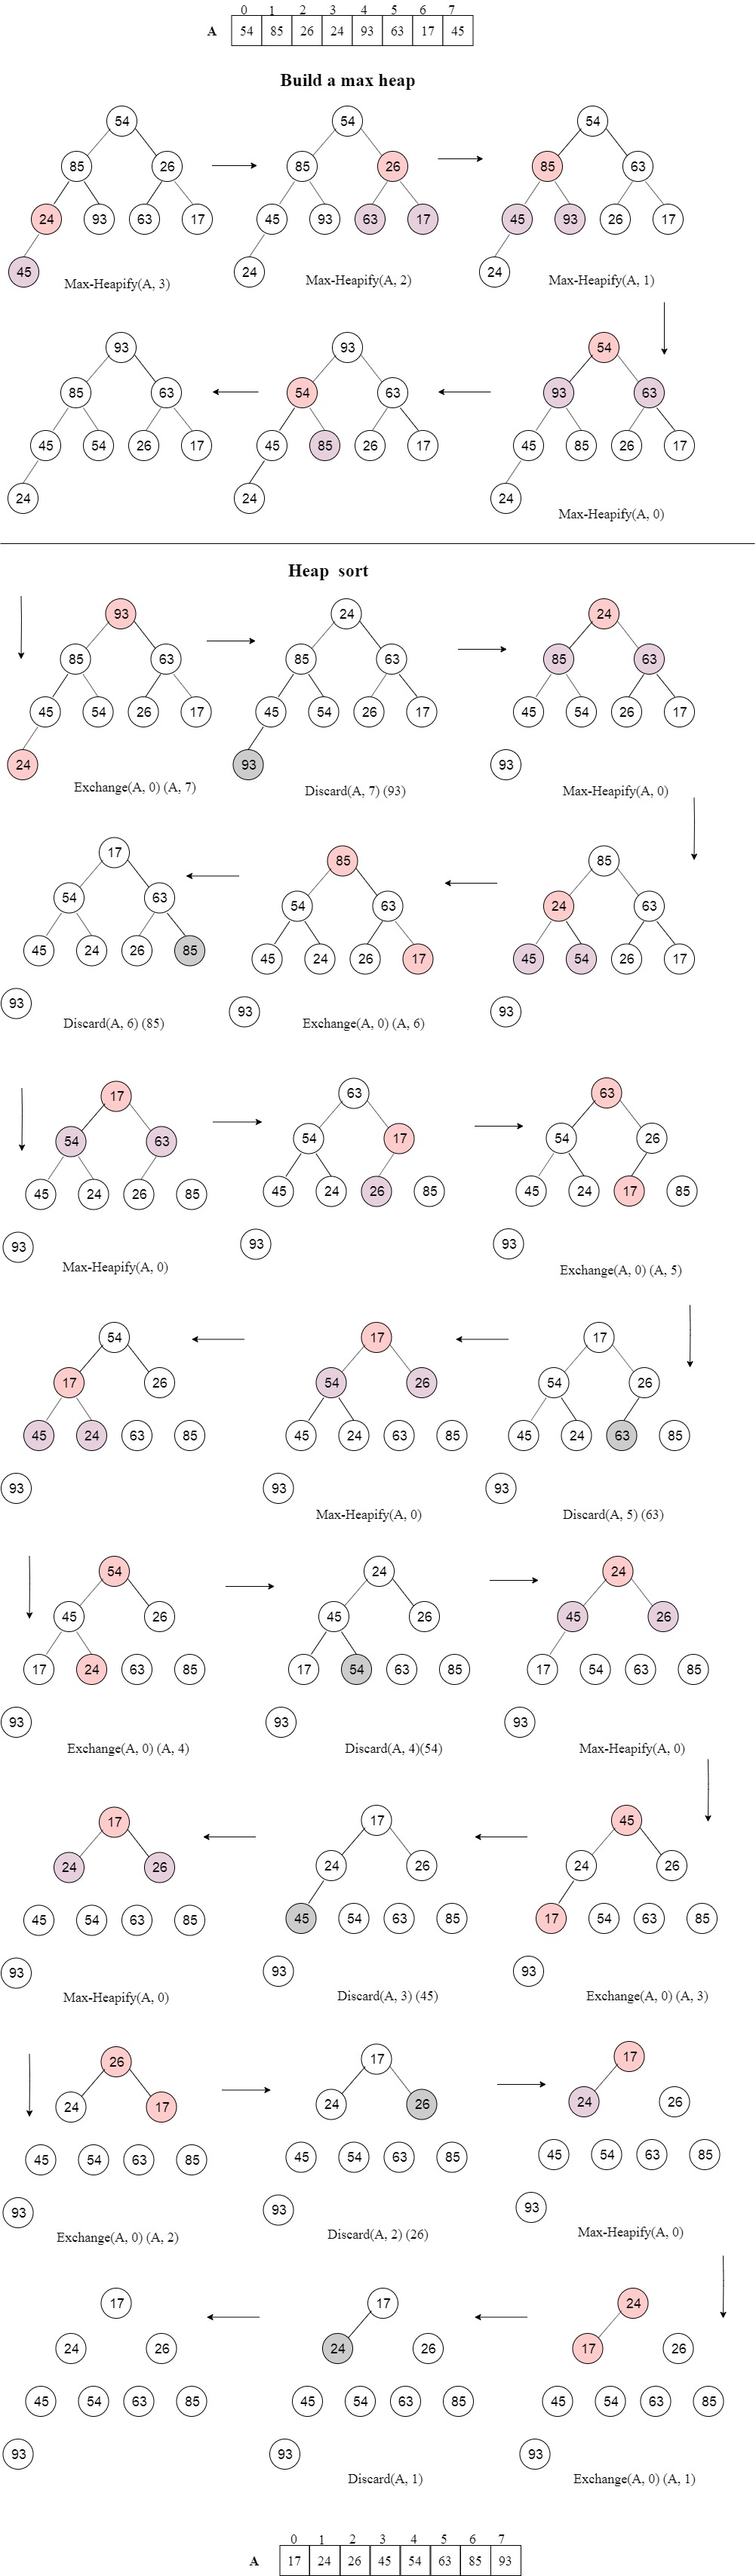 0 1 2 3 4 5 6 7
A 54 85 26 24 93 63 17 45
Build a max heap
54 54 54
85 26 85 26 85 63
24 93 63 17 45 93 63 17 45 93 26 17
45 24 24
Max-Heapify(A, 3) Max-Heapify(A, 2) Max-Heapify(A, 1)
93 93 54
85 63 54 63 93 63
45 54 26 17 45 85 26 17 45 85 26 17
24 24 24
Max-Heapify(A, 0)
Heap sort
93 24 24
85 63 85 63 85 63
45 54 26 17 45 54 26 17 45 54 26 17
24 93 93
Exchange(A, 0) (A, 7) Discard(A, 7) (93) Max-Heapify(A, 0)
17 85 85
54 63 54 63 24 63
45 24 26 85 45 24 26 17 45 54 26 17
93 93 93
Discard(A, 6) (85) Exchange(A, 0) (A, 6)
17 63 63
54 63 54 17 54 26
45 24 26 85 45 24 26 85 45 24 17 85
93 93 93
Max-Heapify(A, 0) Exchange(A, 0) (A, 5)
54 17 17
17 26 54 26 54 26
45 24 63 85 45 24 63 85 45 24 63 85
93 93 93
Max-Heapify(A, 0) Discard(A, 5) (63)
54 24 24
45 26 45 26 45 26
17 24 63 85 17 54 63 85 17 54 63 85
93 93 93
Exchange(A, 0) (A, 4) Discard(A, 4)(54) Max-Heapify(A, 0)
17 17 45
24 26 24 26 24 26
45 54 63 85 45 54 63 85 17 54 63 85
93 93 93
Max-Heapify(A, 0) Discard(A, 3) (45) Exchange(A, 0) (A, 3)
26 17 17
24 17 24 26 24 26
45 54 63 85 45 54 63 85 45 54 63 85
93 93 93
Exchange(A, 0) (A, 2) Discard(A, 2) (26) Max-Heapify(A, 0)
17 17 24
24 26 24 26 17 26
45 54 63 85 45 54 63 85 45 54 63 85
93 93 93
Discard(A, 1) Exchange(A, 0) (A, 1)
0 1 2 3 4 5 6 7
A 17 24 26 45 54 63 85 93